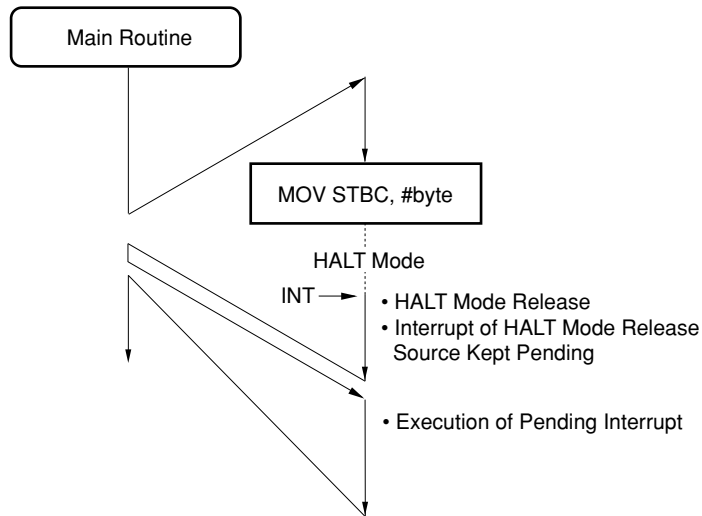 Main Routine
MOV STBC, #byte
HALT Mode
INT
• HALT Mode Release
• Interrupt of HALT Mode Release
Source Kept Pending
• Execution of Pending Interrupt